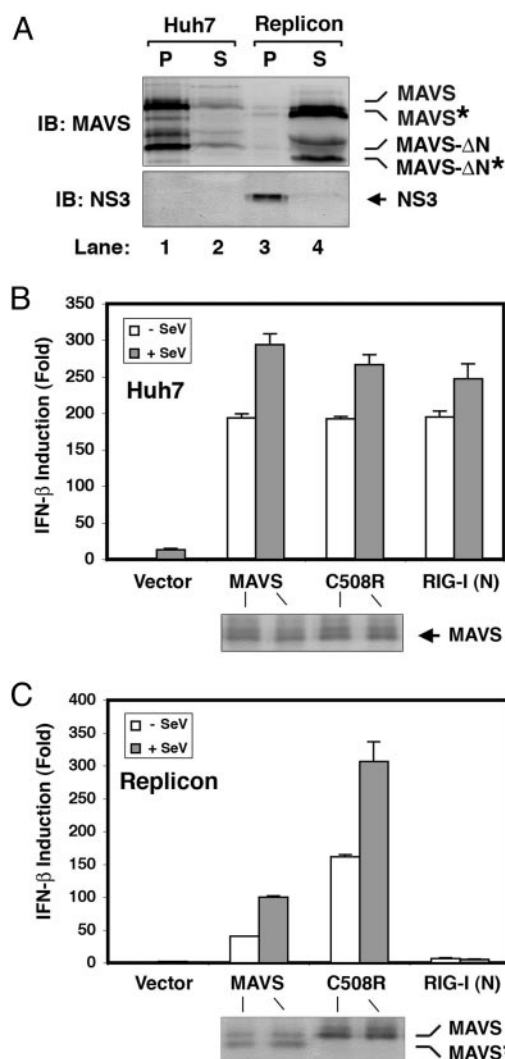 A
Huh7 Replicon
P S P S
IB: MAVS
MAVS
MAVS*
MAVS-ΔN
MAVS-ΔN*
IB: NS3
NS3
Lane: 1 2 3 4
B
IFN-β Induction (Fold)
350
300
250
200
150
100
50
0
- SeV
+ SeV
Huh7
Vector MAVS C508R RIG-I (N)
MAVS
C
IFN-β Induction (Fold)
400
350
300
250
200
150
100
50
0
- SeV
+ SeV
Replicon
Vector MAVS C508R RIG-I (N)
MAVS
MAVS*